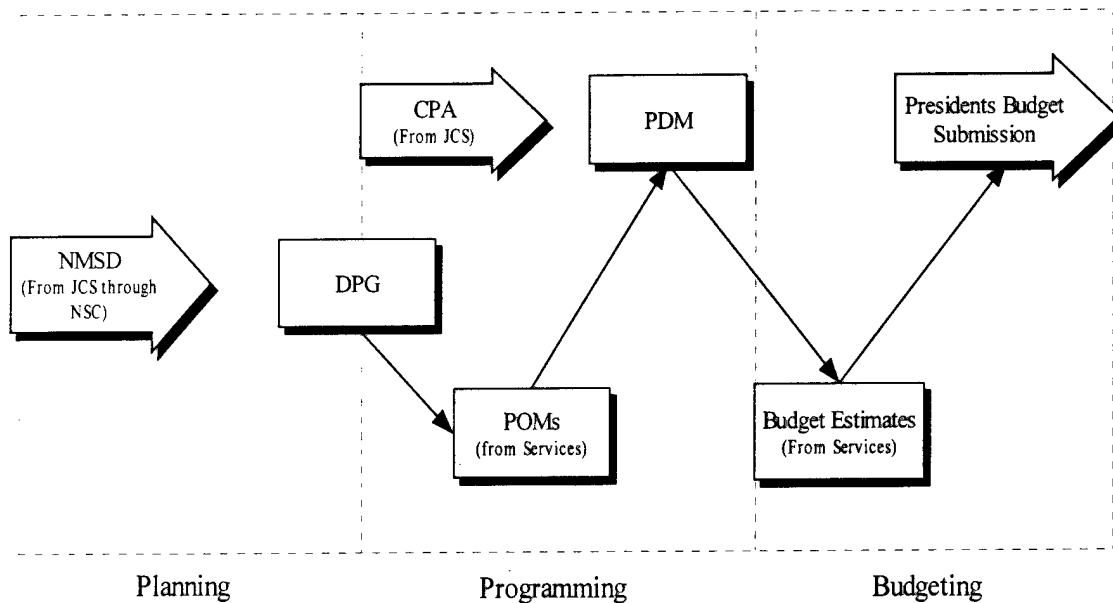 CPA
(From JCS)
PDM
Presidents Budget
Submission
NMSD
(From JCS through
NSC)
DPG
POMs
(from Services)
Budget Estimates
(From Services)
Planning
Programming
Budgeting